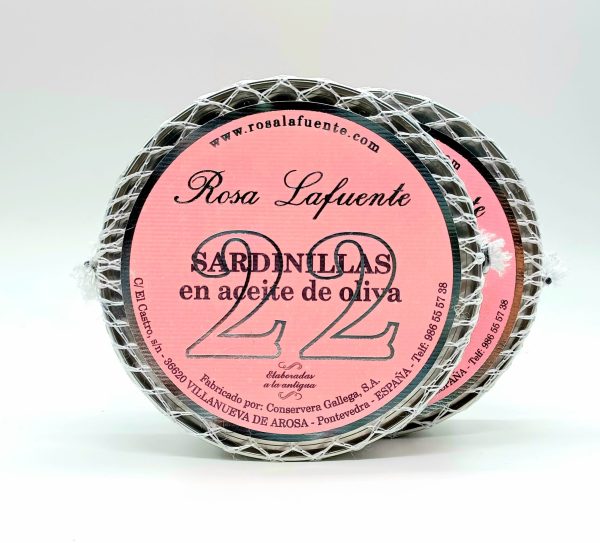 www.rosalafuente.com
Rosa Lafuente
22
SARDINILLAS
en aceite de oliva
Elaboradas
a la antigua
Fabricado por: Conservera Gallega, S.A.
C/ El Castro, s/n - 36620 VILLANUEVA DE AROSA - Pontevedra - ESPAÑA - Telf: 986 55 57 38
.com
ESPAÑA - Telf: 986 55 57 38